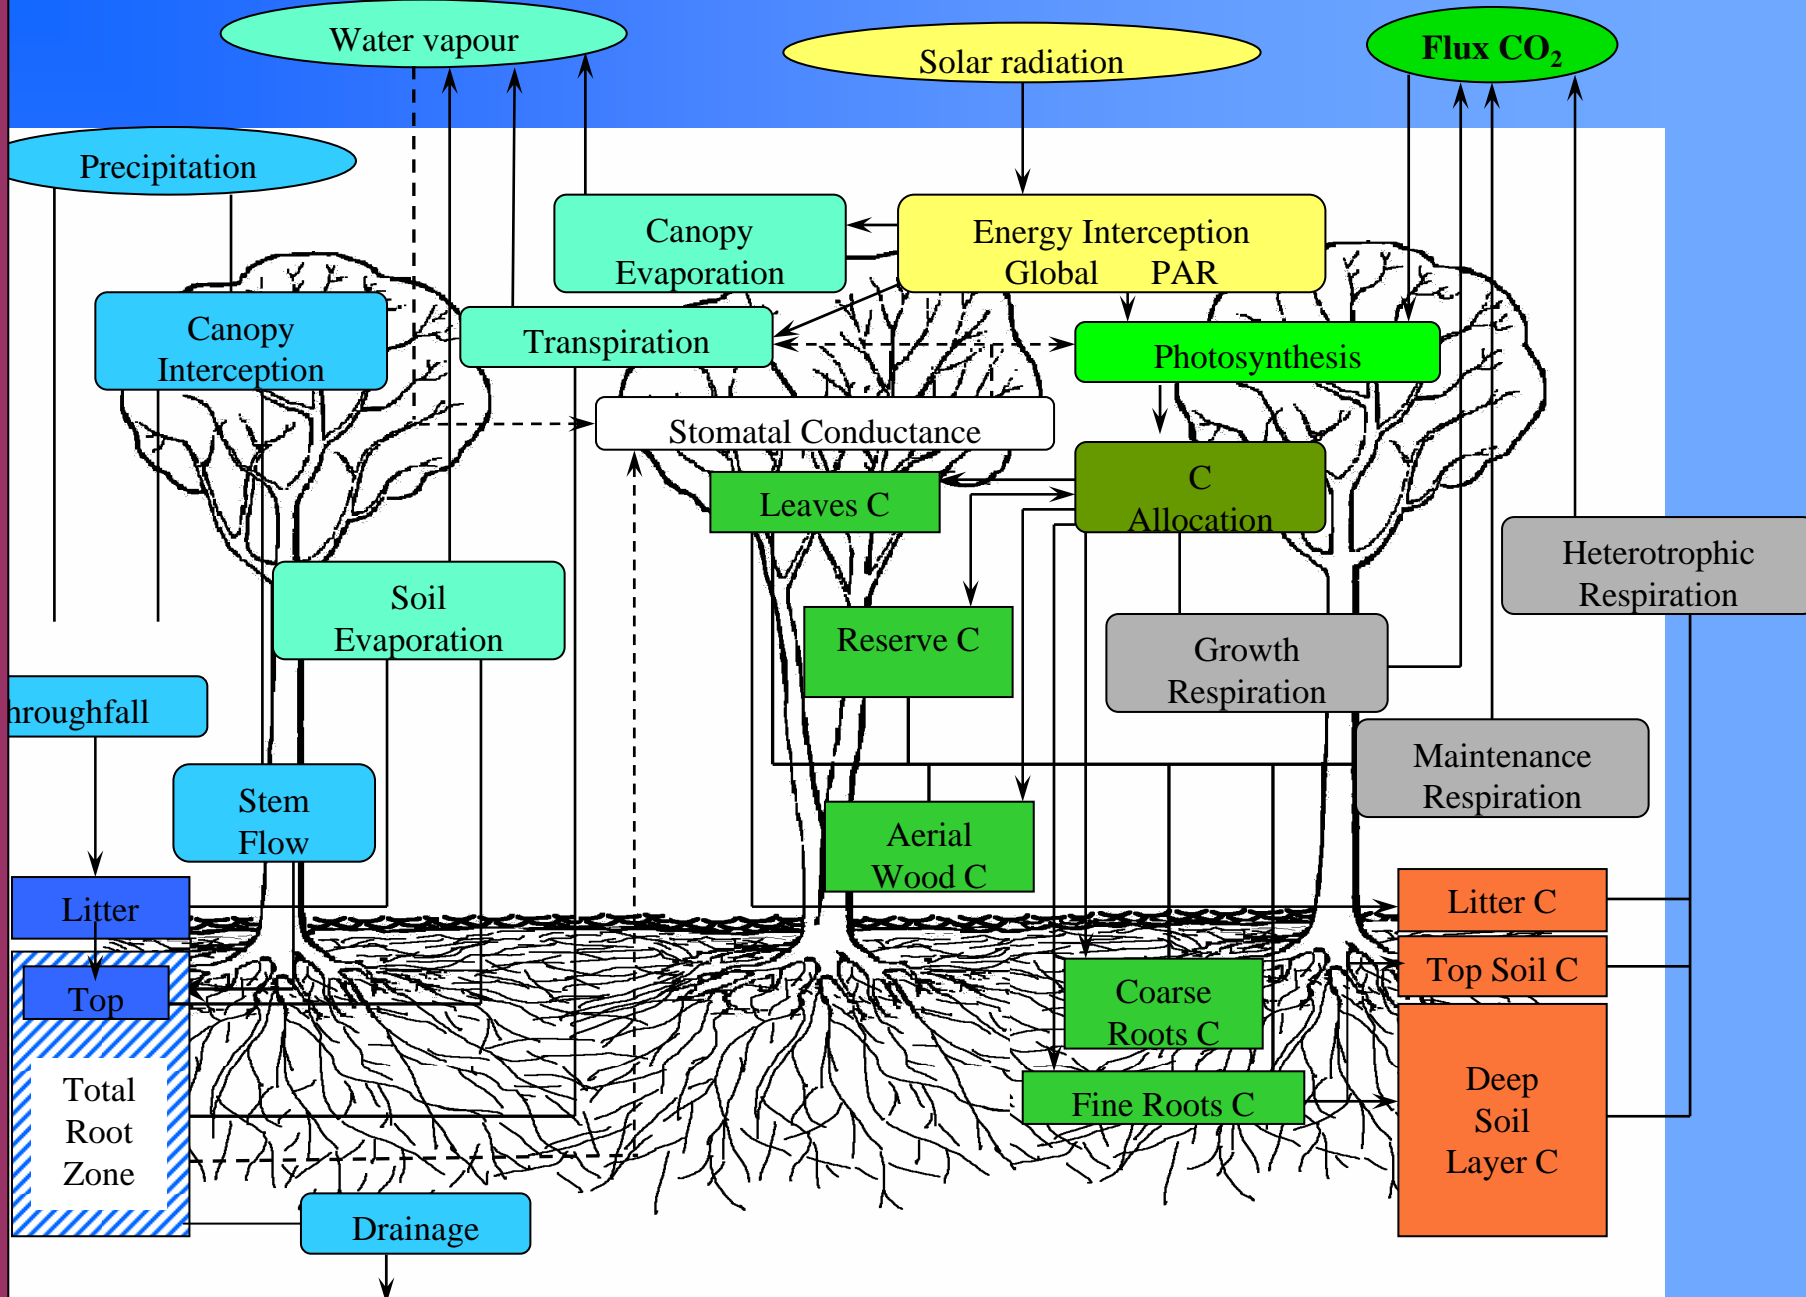 Water vapour
Solar radiation
Flux CO₂
Precipitation
Canopy
Evaporation
Energy Interception
Global PAR
Canopy
Interception
Transpiration
Photosynthesis
Stomatal Conductance
Leaves C
C
Allocation
Heterotrophic
Respiration
Soil
Evaporation
Reserve C
Growth
Respiration
hroughfall
Maintenance
Respiration
Stem
Flow
Aerial
Wood C
Litter
Litter C
Top
Coarse
Roots C
Top Soil C
Total
Root
Zone
Fine Roots C
Deep
Soil
Layer C
Drainage